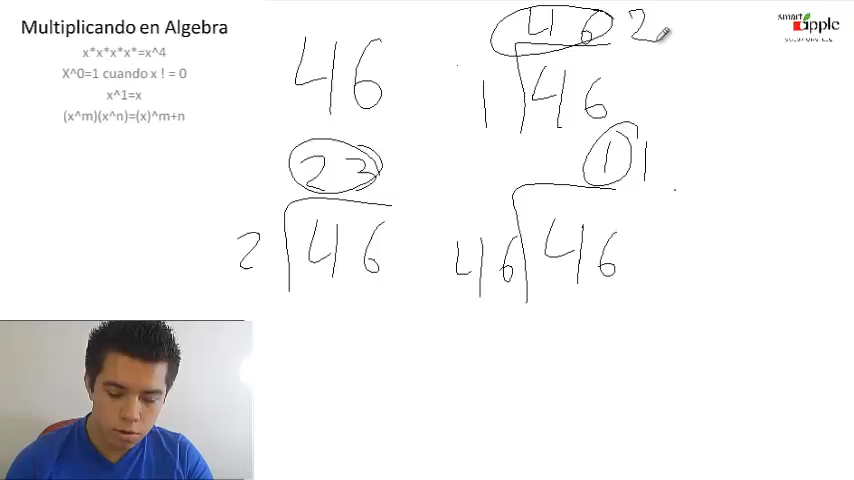 Multiplicando en Algebra
x*x*x*x*=x^4
X^0=1 cuando x ! = 0
x^1=x
(x^m)(x^n)=(x)^m+n
smart
apple
46
46 2
1 46
23
2 46
1 1
46 46